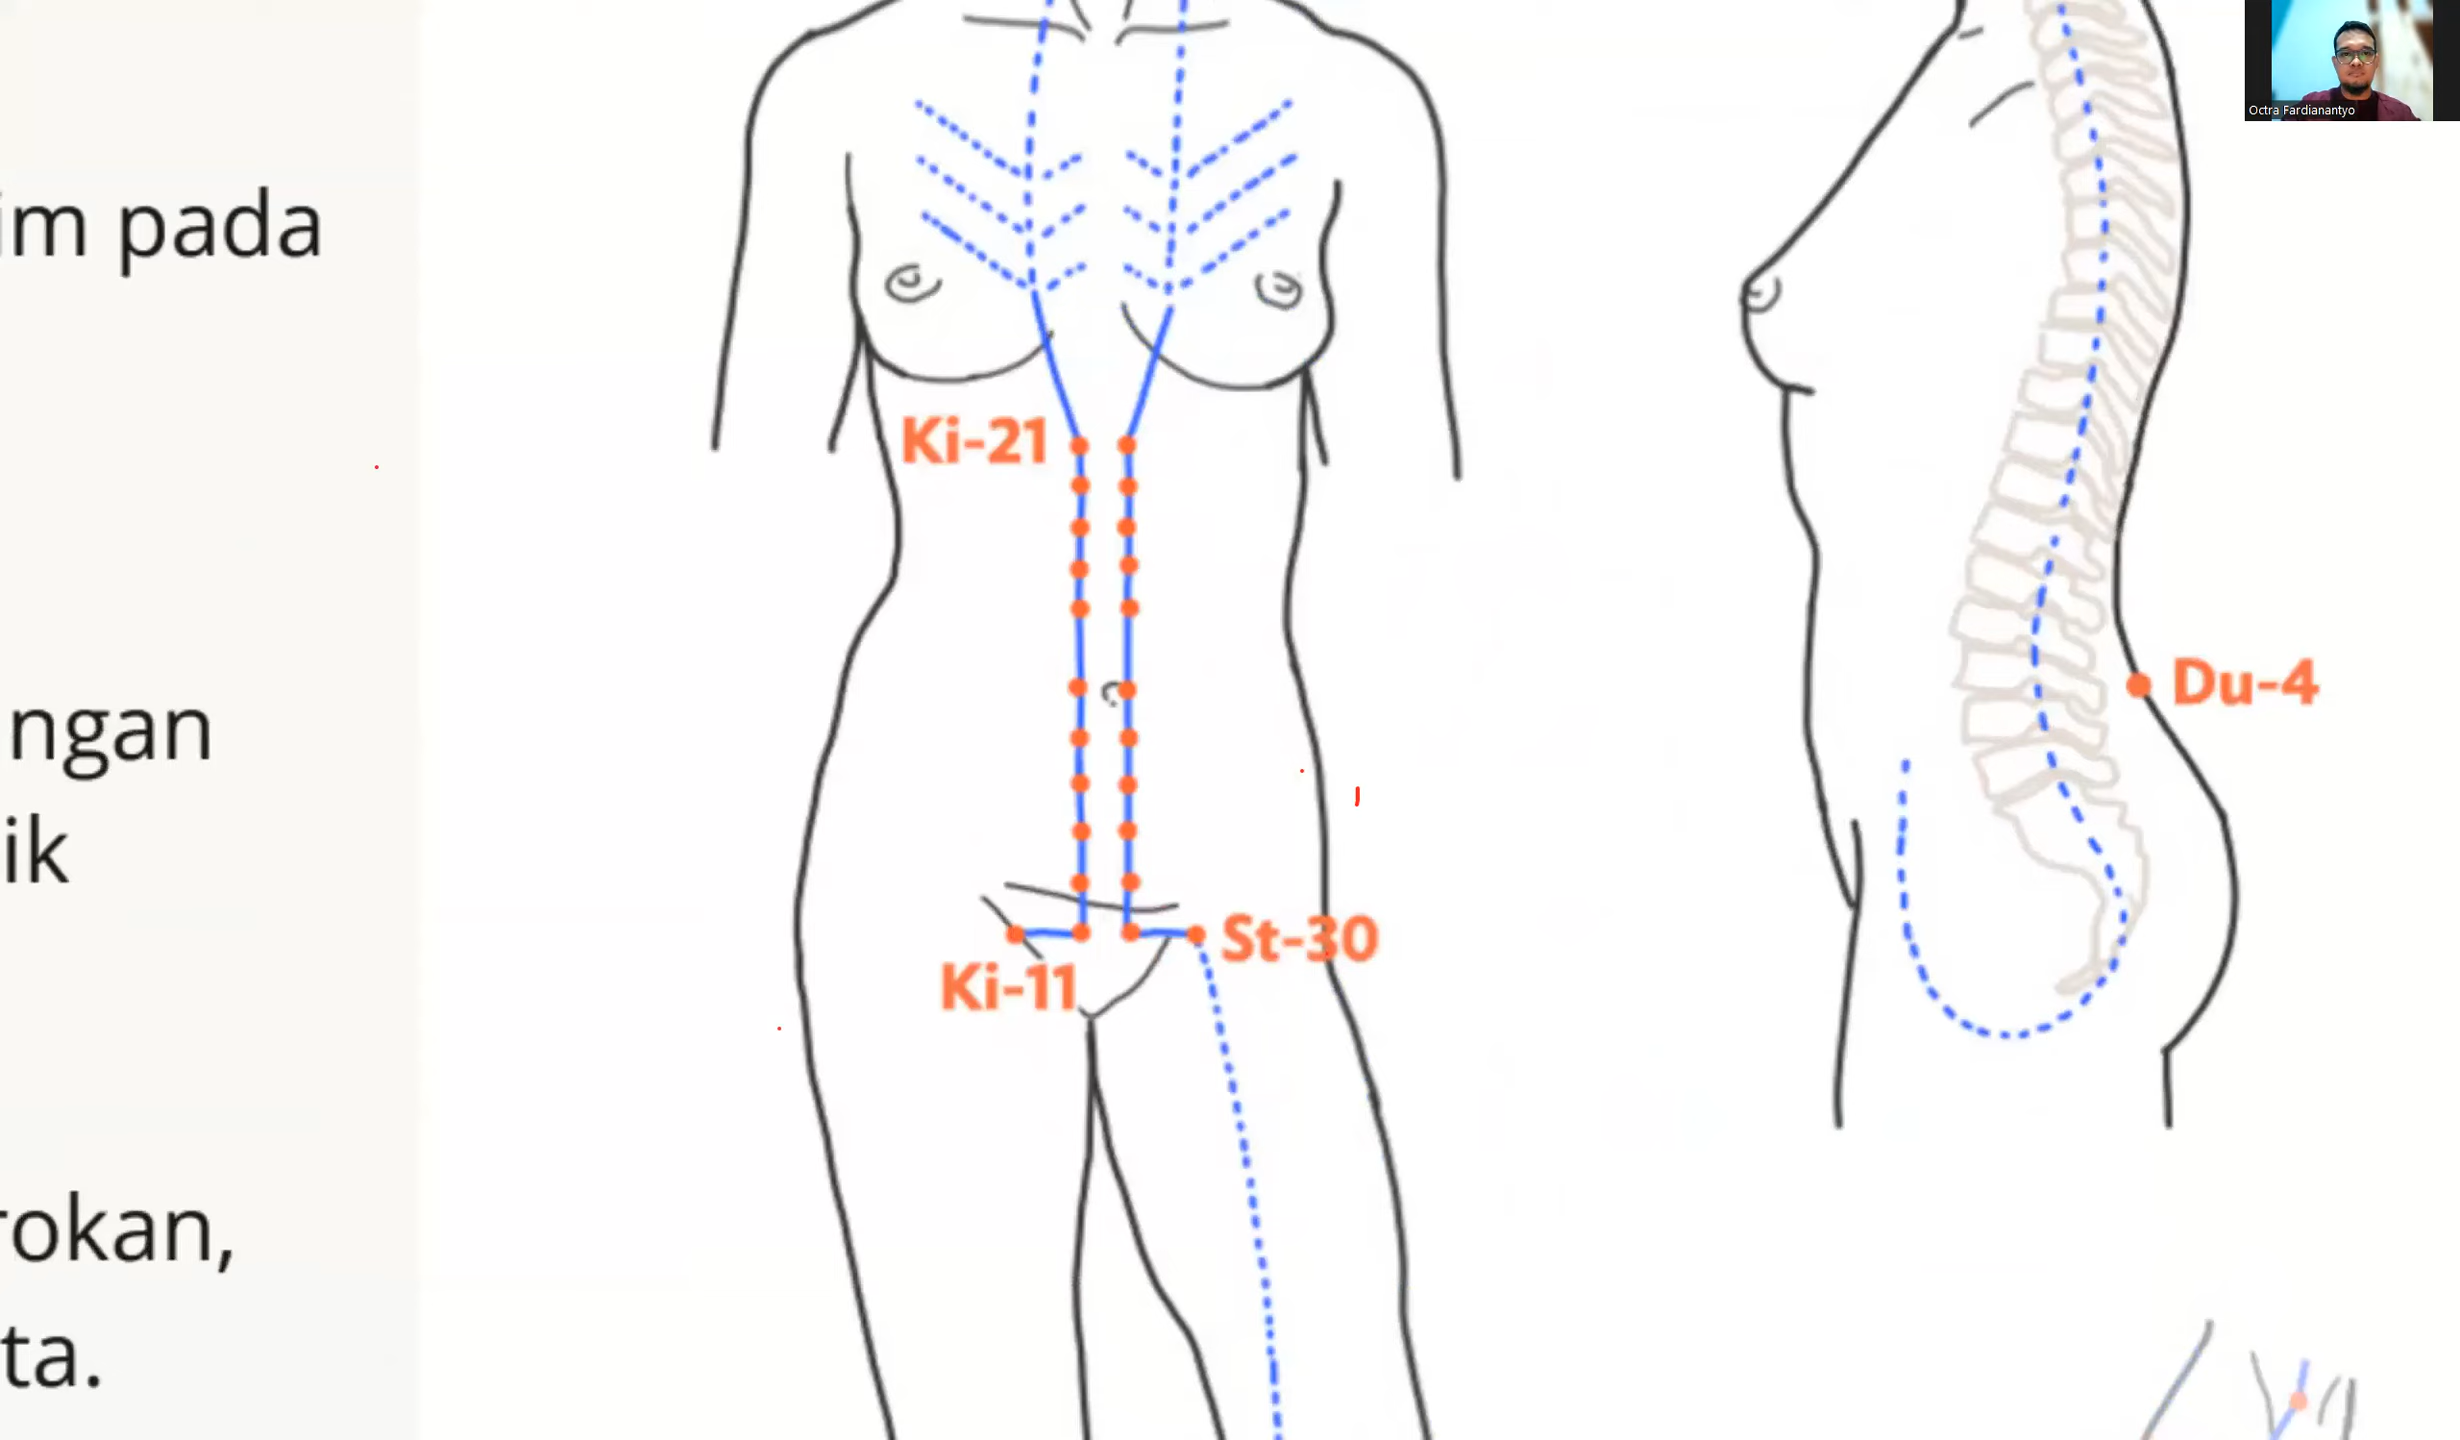 im pada
ngan
ik
rokan,
ta.
Ki-21
Ki-11
St-30
Du-4
Octra Fardianantyo